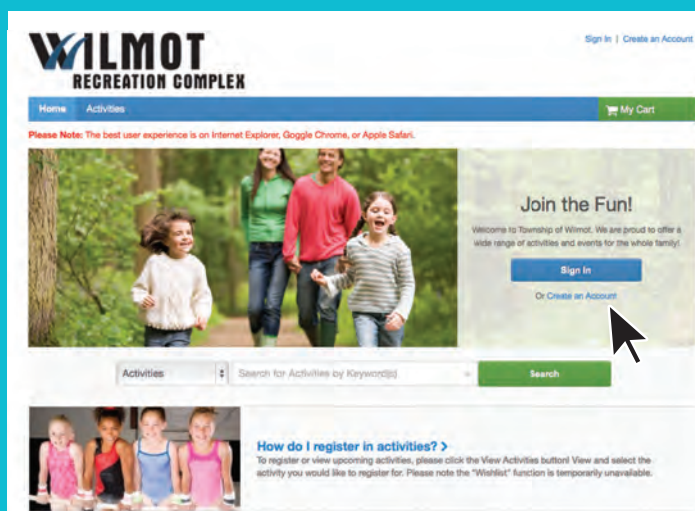 WILMOT
RECREATION COMPLEX
Sign In | Create an Account
Home Activities My Cart
Please Note: The best user experience is on Internet Explorer, Goggle Chrome, or Apple Safari.
Join the Fun!
Welcome to Township of Wilmot. We are proud to offer a
wide range of activities and events for the whole family!
Sign In
Or Create an Account
Activities Search for Activities by Keyword(s) Search
How do I register in activities? >
To register or view upcoming activities, please click the View Activities button! View and select the
activity you would like to register for. Please note the "Wishlist" function is temporarily unavailable.